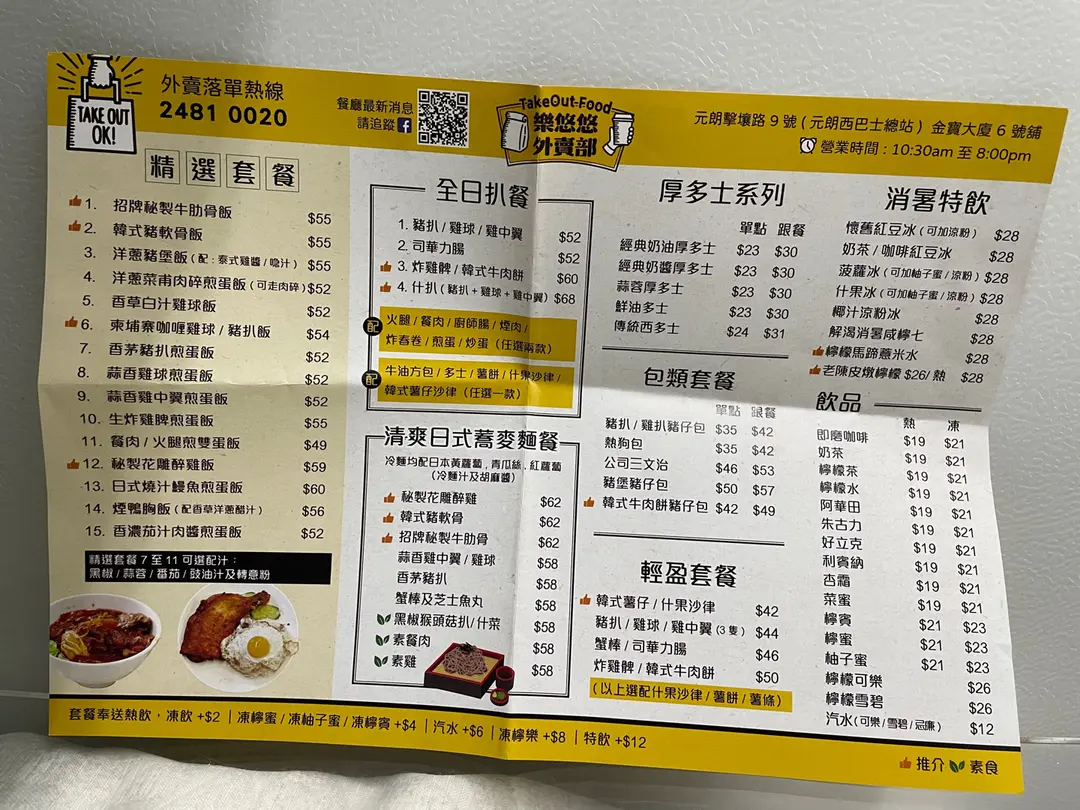 TAKE OUT
OK!
外賣落單熱線
2481 0020
餐廳最新消息
請追蹤
TakeOut-Food
樂悠悠
外賣部
元朗擊壤路 9 號 ( 元朗西巴士總站 ) 金寶大廈 6 號舖
營業時間 : 10:30am 至 8:00pm
精選套餐
1. 招牌秘製牛肋骨飯 $55
2. 韓式豬軟骨飯 $55
3. 洋蔥豬堡飯 ( 配 : 泰式雞醬 / 喼汁 ) $55
4. 洋蔥菜甫肉碎煎蛋飯 ( 可走肉碎 ) $52
5. 香草白汁雞球飯 $52
6. 柬埔寨咖喱雞球 / 豬扒飯 $54
7. 香茅豬扒煎蛋飯 $52
8. 蒜香雞球煎蛋飯 $52
9. 蒜香雞中翼煎蛋飯 $52
10. 生炸雞髀煎蛋飯 $55
11. 餐肉 / 火腿煎雙蛋飯 $49
12. 秘製花雕醉雞飯 $59
13. 日式燒汁鰻魚煎蛋飯 $60
14. 煙鴨胸飯 ( 配香草洋蔥醋汁 ) $56
15. 香濃茄汁肉醬煎蛋飯 $52
精選套餐 7 至 11 可選配汁 :
黑椒 / 蒜蓉 / 番茄 / 豉油汁及轉意粉
全日扒餐
1. 豬扒 / 雞球 / 雞中翼 $52
2. 司華力腸 $52
3. 炸雞髀 / 韓式牛肉餅 $60
4. 什扒 ( 豬扒 + 雞球 + 雞中翼 ) $68
配 火腿 / 餐肉 / 廚師腸 / 煙肉 /
炸春卷 / 煎蛋 / 炒蛋 ( 任選兩款 )
配 牛油方包 / 多士 / 薯餅 / 什果沙律 /
韓式薯仔沙律 ( 任選一款 )
清爽日式蕎麥麵餐
冷麵均配日本黃蘿蔔 , 青瓜絲 , 紅蘿蔔
( 冷麵汁及胡麻醬 )
秘製花雕醉雞 $62
韓式豬軟骨 $62
招牌秘製牛肋骨 $62
蒜香雞中翼 / 雞球 $58
香茅豬扒 $58
蟹棒及芝士魚丸 $58
黑椒猴頭菇扒 / 什菜 $58
素餐肉 $58
素雞 $58
厚多士系列
單點 跟餐
經典奶油厚多士 $23 $30
經典奶醬厚多士 $23 $30
蒜蓉厚多士 $23 $30
鮮油多士 $23 $30
傳統西多士 $24 $31
包類套餐
單點 跟餐
豬扒 / 雞扒豬仔包 $35 $42
熱狗包 $35 $42
公司三文治 $46 $53
豬堡豬仔包 $50 $57
韓式牛肉餅豬仔包 $42 $49
輕盈套餐
韓式薯仔 / 什果沙律 $42
豬扒 / 雞球 / 雞中翼 ( 3 隻 ) $44
蟹棒 / 司華力腸 $46
炸雞髀 / 韓式牛肉餅 $50
( 以上選配什果沙律 / 薯餅 / 薯條 )
消暑特飲
懷舊紅豆冰 ( 可加涼粉 ) $28
奶茶 / 咖啡紅豆冰 $28
菠蘿冰 ( 可加柚子蜜 / 涼粉 ) $28
什果冰 ( 可加柚子蜜 / 涼粉 ) $28
椰汁涼粉冰 $28
解渴消暑咸檸七 $28
檸檬馬蹄薏米水 $28
老陳皮燉檸檬 $26/ 熱 $28
飲品
熱 凍
即磨咖啡 $19 $21
奶茶 $19 $21
檸檬茶 $19 $21
檸檬水 $19 $21
阿華田 $19 $21
朱古力 $19 $21
好立克 $19 $21
利賓納 $19 $21
杏霜 $19 $21
菜蜜 $19 $21
檸賓 $21 $23
檸蜜 $21 $23
柚子蜜 $21 $23
檸檬可樂 $26
檸檬雪碧 $26
汽水 ( 可樂 / 雪碧 / 忌廉 ) $12
套餐奉送熱飲 , 凍飲 +$2 | 凍檸蜜 / 凍柚子蜜 / 凍檸賓 +$4 | 汽水 +$6 | 凍檸樂 +$8 | 特飲 +$12
推介 素食